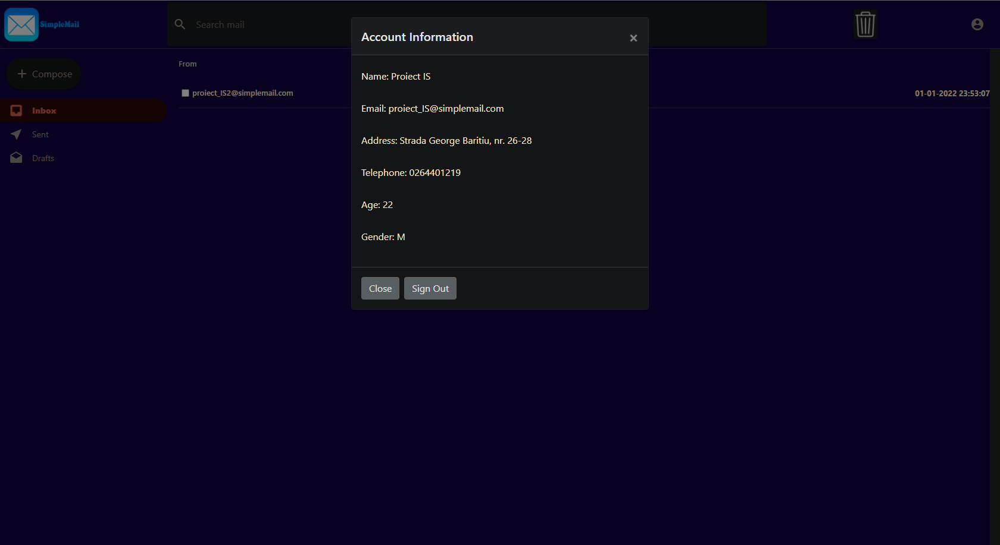 SimpleMail
Search mail
Account Information
×
Compose
Inbox
Sent
Drafts
From
proiect_IS2@simplemail.com
01-01-2022 23:53:07
Name: Proiect IS
Email: proiect_IS@simplemail.com
Address: Strada George Baritiu, nr. 26-28
Telephone: 0264401219
Age: 22
Gender: M
Close
Sign Out